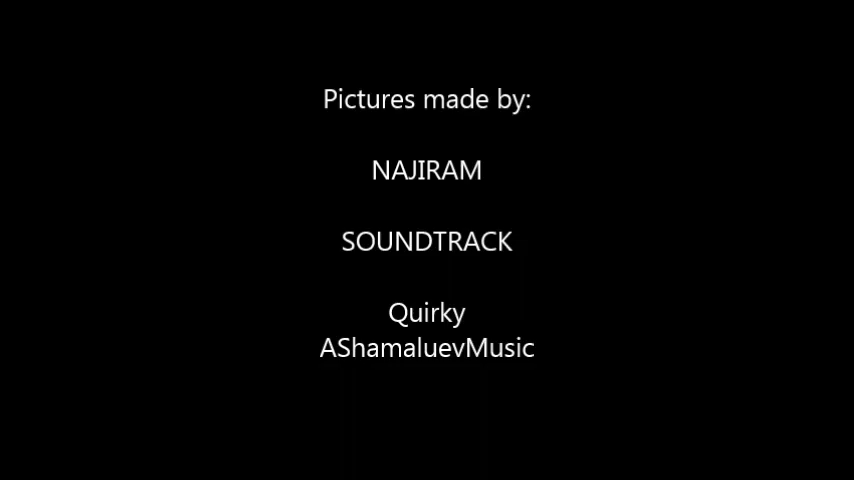 Pictures made by:
NAJIRAM
SOUNDTRACK
Quirky
AShamaluevMusic